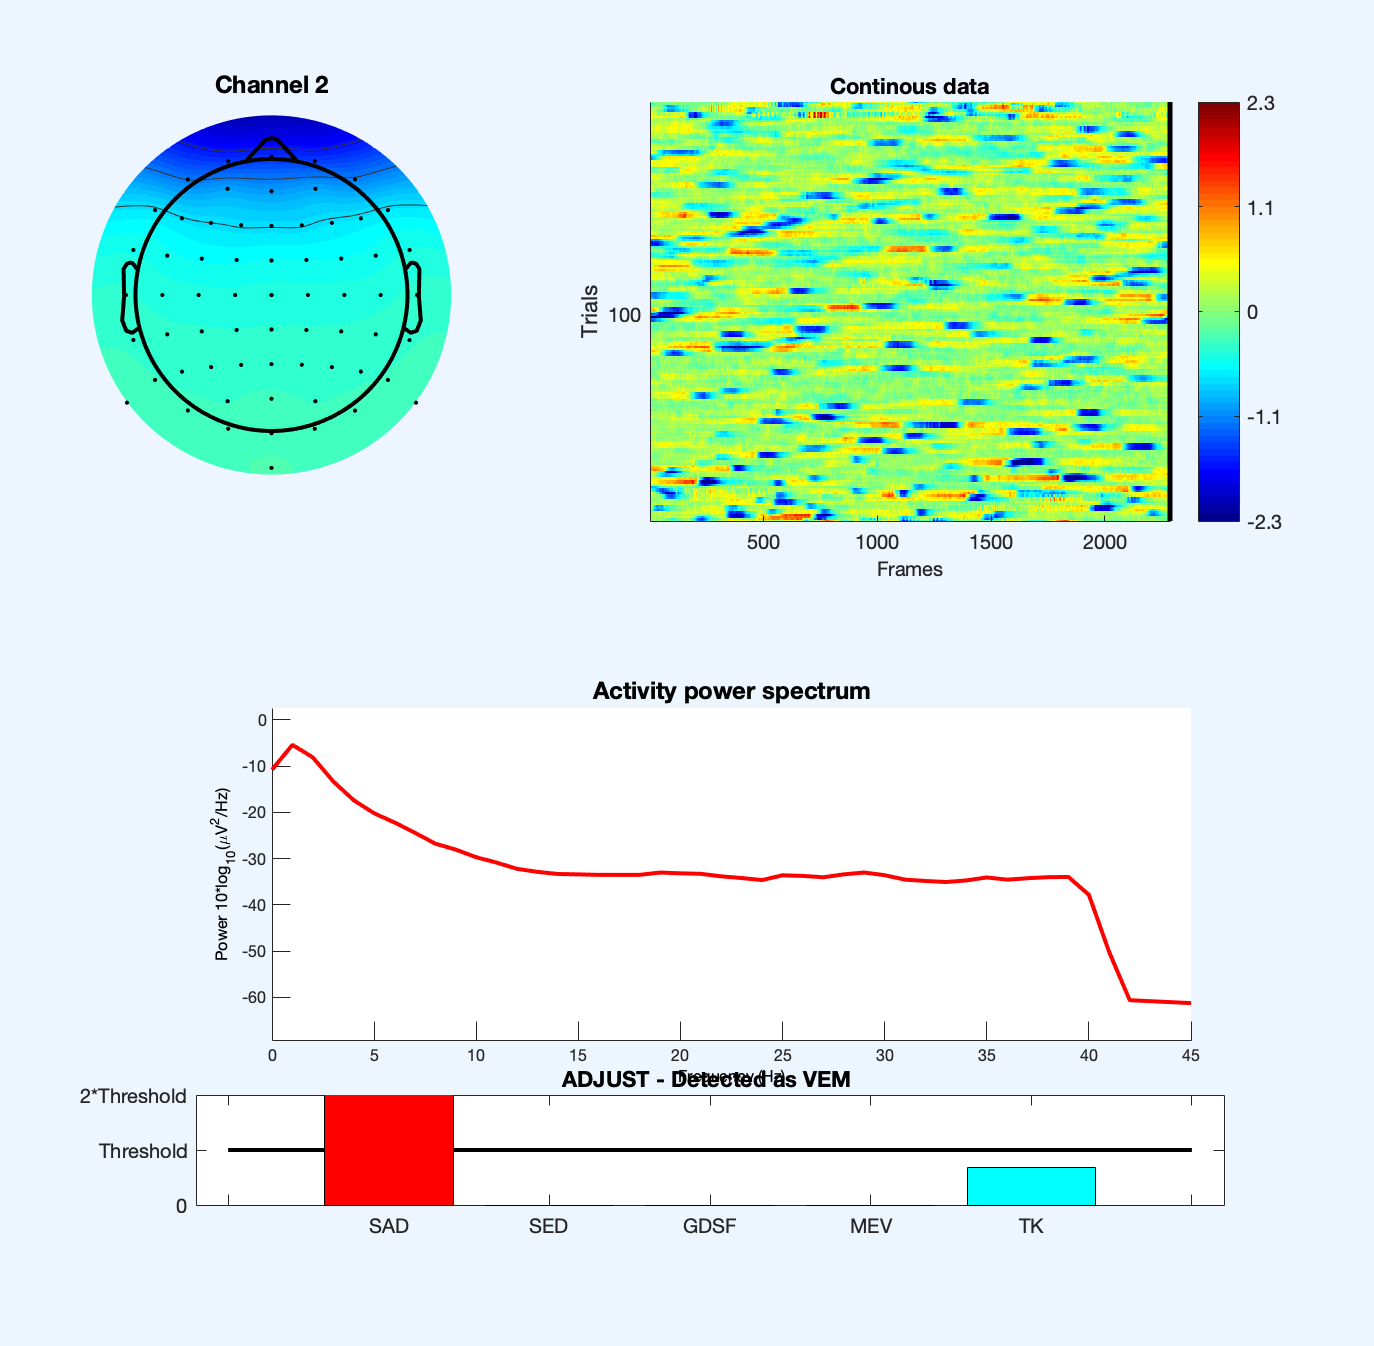 Channel 2
Continous data
2.3
1.1
0
-1.1
-2.3
Trials
100
500 1000 1500 2000
Frames
Activity power spectrum
0
-10
-20
-30
-40
-50
-60
Power 10*log10(μV2/Hz)
0 5 10 15 20 25 30 35 40 45
Frequency (Hz)
ADJUST - Detected as VEM
2*Threshold
Threshold
0
SAD SED GDSF MEV TK